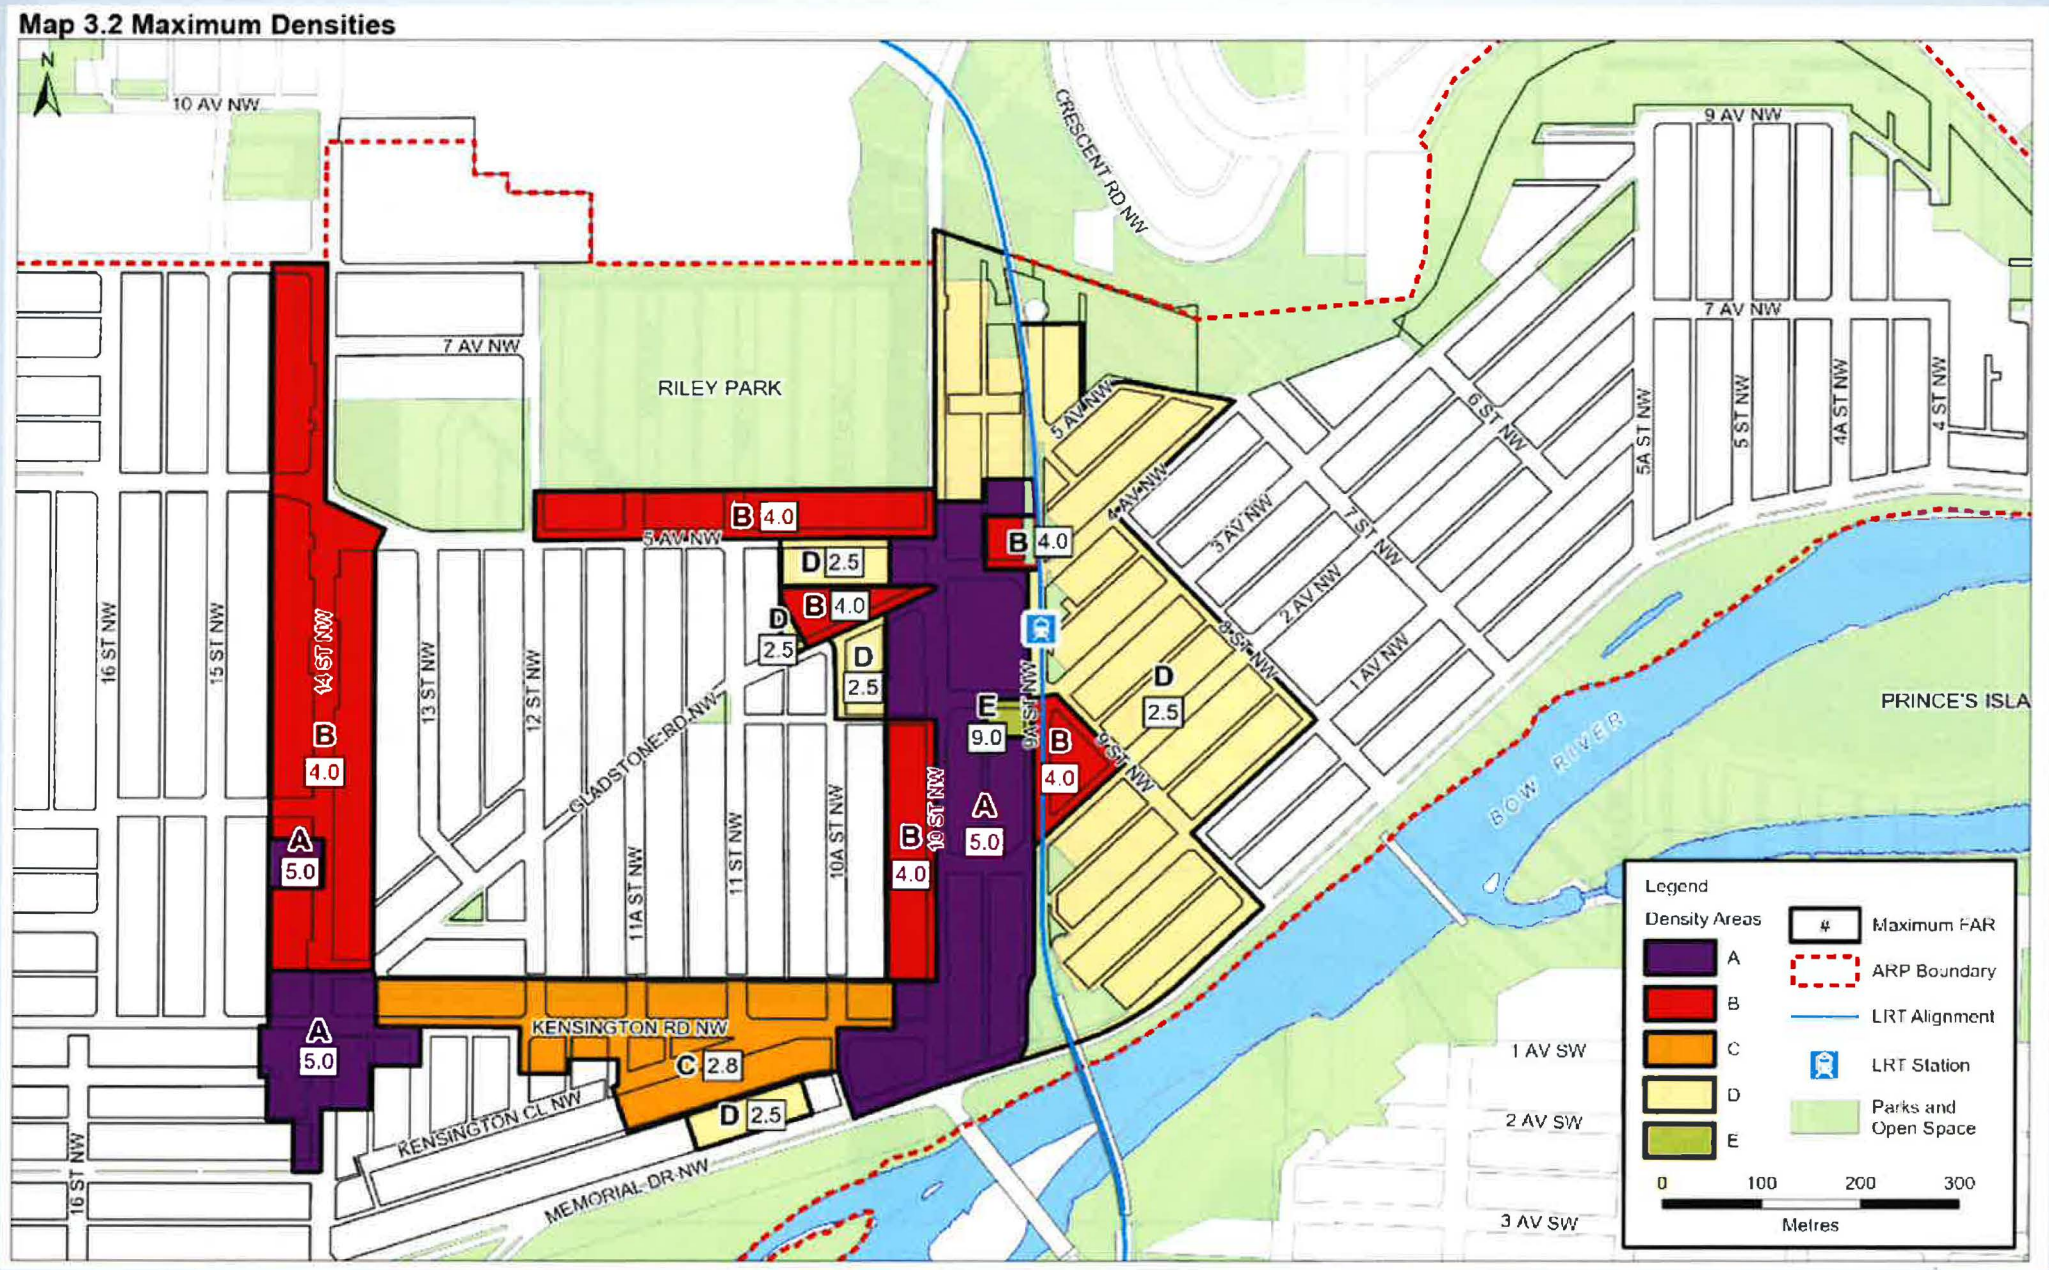 Map 3.2 Maximum Densities
N
10 AV NW
CRESCENT RD NW
9 AV NW
7 AV NW
7 AV NW
RILEY PARK
5 AV NW
6 ST NW
5A ST NW
5 ST NW
4A ST NW
4 ST NW
4 AV NW
3 AV NW
7 ST NW
2 AV NW
8 ST NW
1 AV NW
B 4.0
5 AV NW
B 4.0
D 2.5
B 4.0
D
2.5
D
2.5
16 ST NW
15 ST NW
14 ST NW
13 ST NW
12 ST NW
GLADSTONE RD NW
11A ST NW
11 ST NW
10A ST NW
10 ST NW
9A ST NW
9 ST NW
D
2.5
E
9.0
B
4.0
B
4.0
A
5.0
A
5.0
B
4.0
PRINCE'S ISLA
BOW RIVER
KENSINGTON RD NW
A
5.0
C 2.8
D 2.5
KENSINGTON CL NW
MEMORIAL DR NW
16 ST NW
1 AV SW
2 AV SW
3 AV SW
Legend
Density Areas
A
B
C
D
E
# Maximum FAR
ARP Boundary
LRT Alignment
LRT Station
Parks and
Open Space
0 100 200 300
Metres